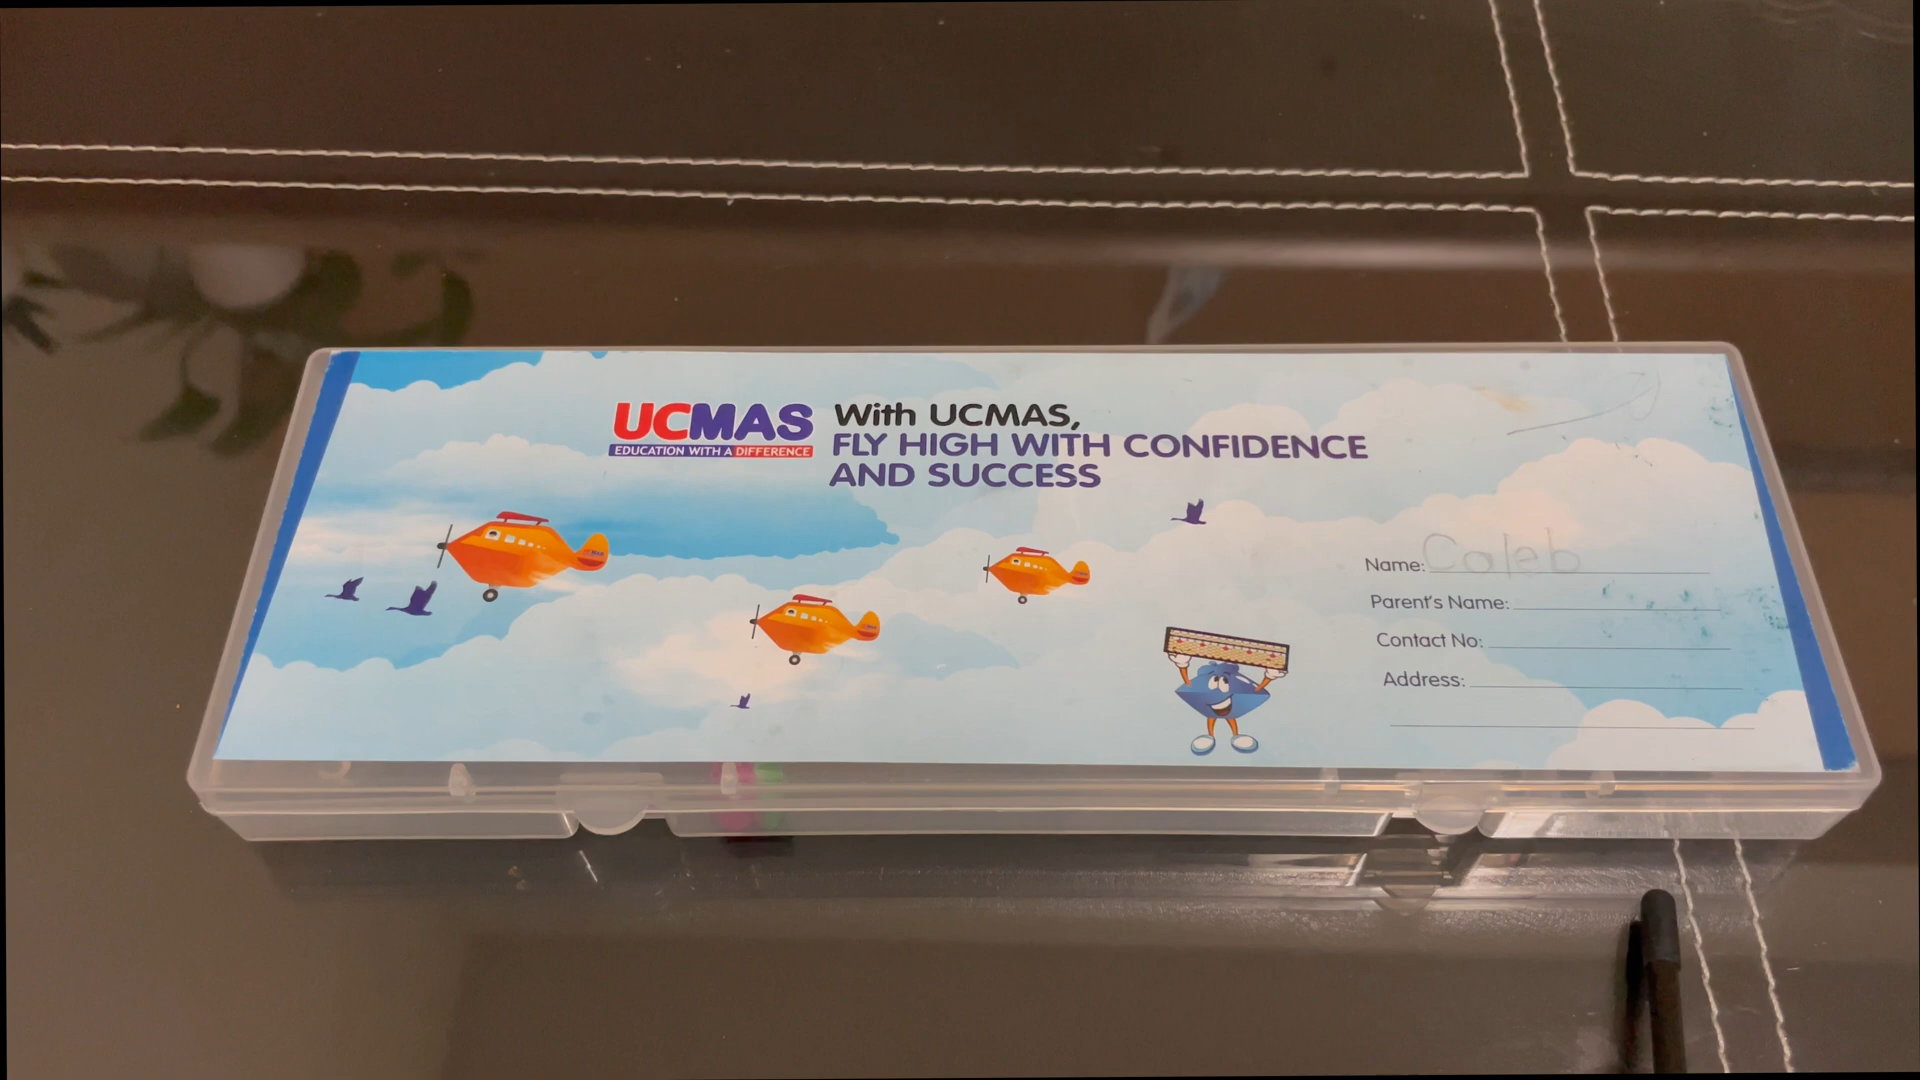 UCMAS
EDUCATION WITH A DIFFERENCE
With UCMAS,
FLY HIGH WITH CONFIDENCE
AND SUCCESS
Name: Caleb
Parent's Name:
Contact No:
Address: